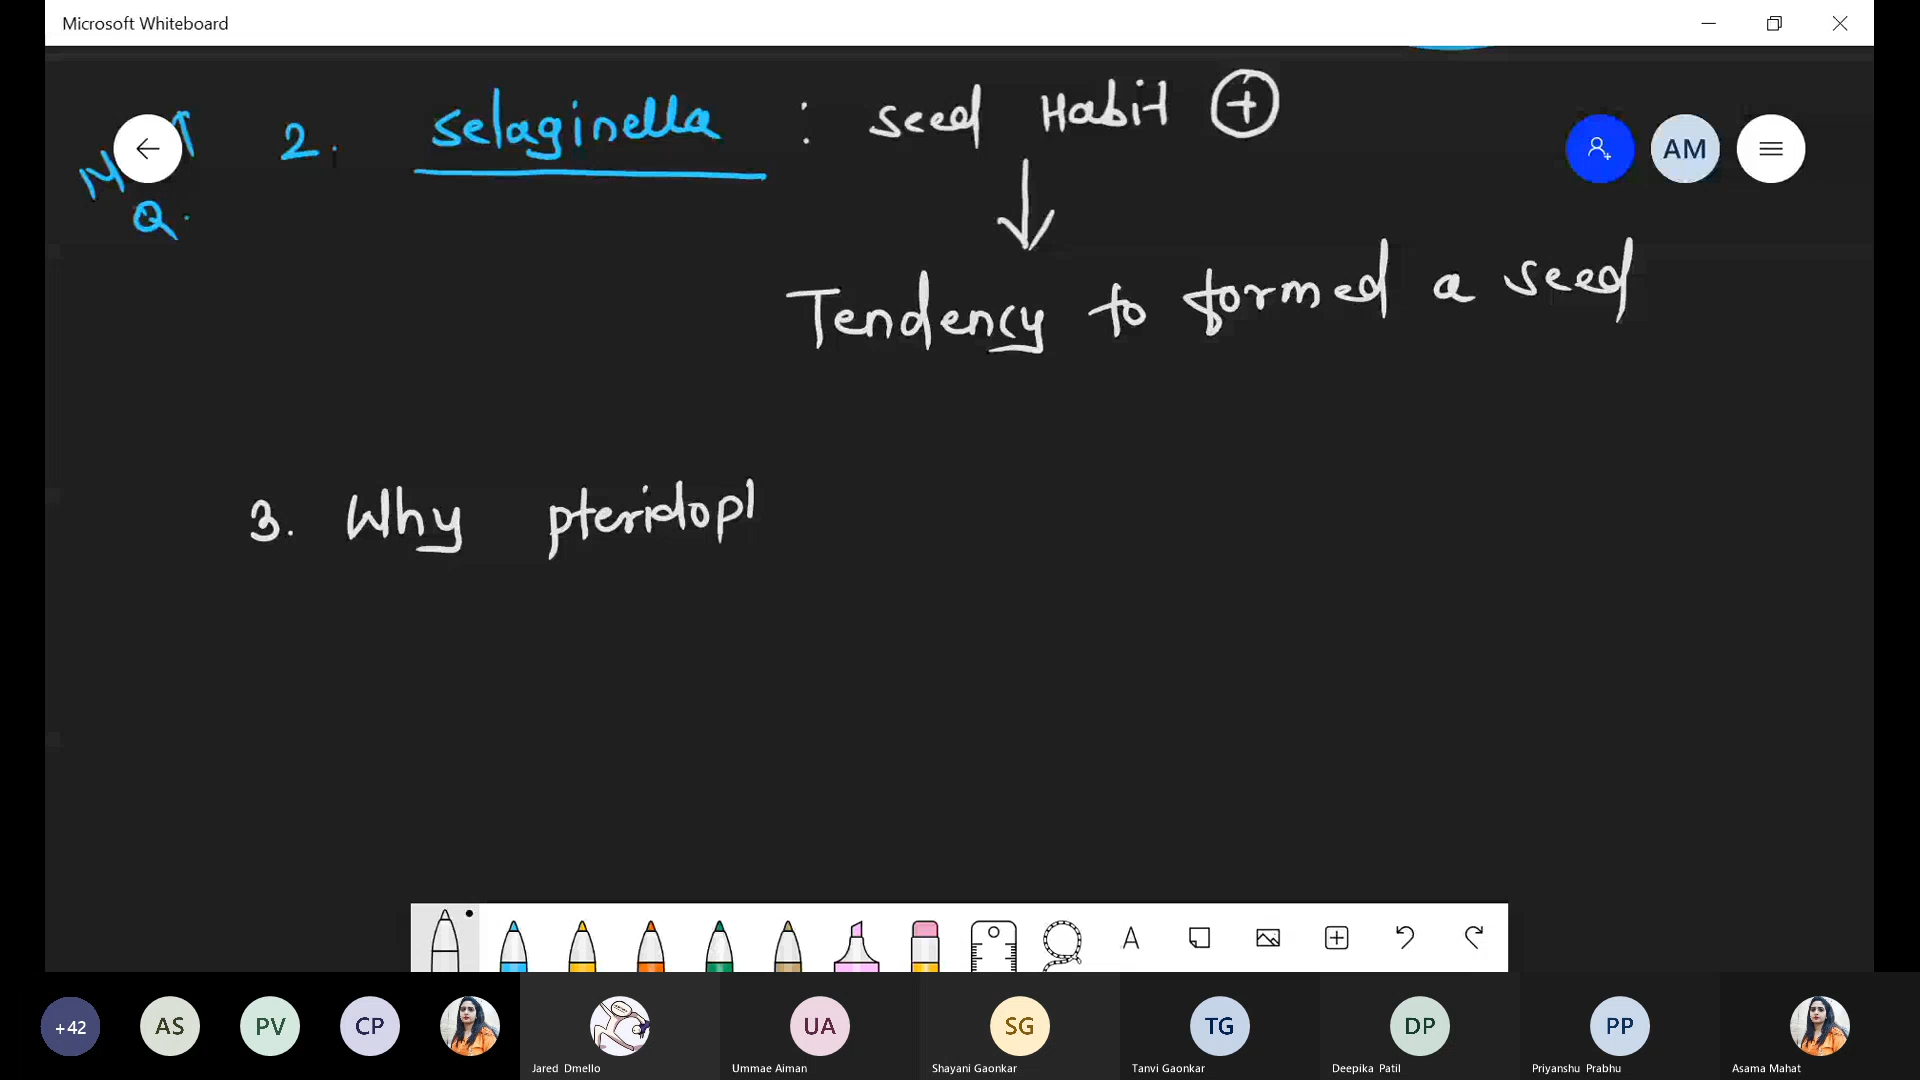 Microsoft Whiteboard
2. selaginella : seed Habit +
Q.
AM
Tendency to formed a seed
3. Why pteridopl
A
+42 AS PV CP UA SG TG DP PP
Jared Dmello Ummae Aiman Shayani Gaonkar Tanvi Gaonkar Deepika Patil Priyanshu Prabhu Asama Mahat